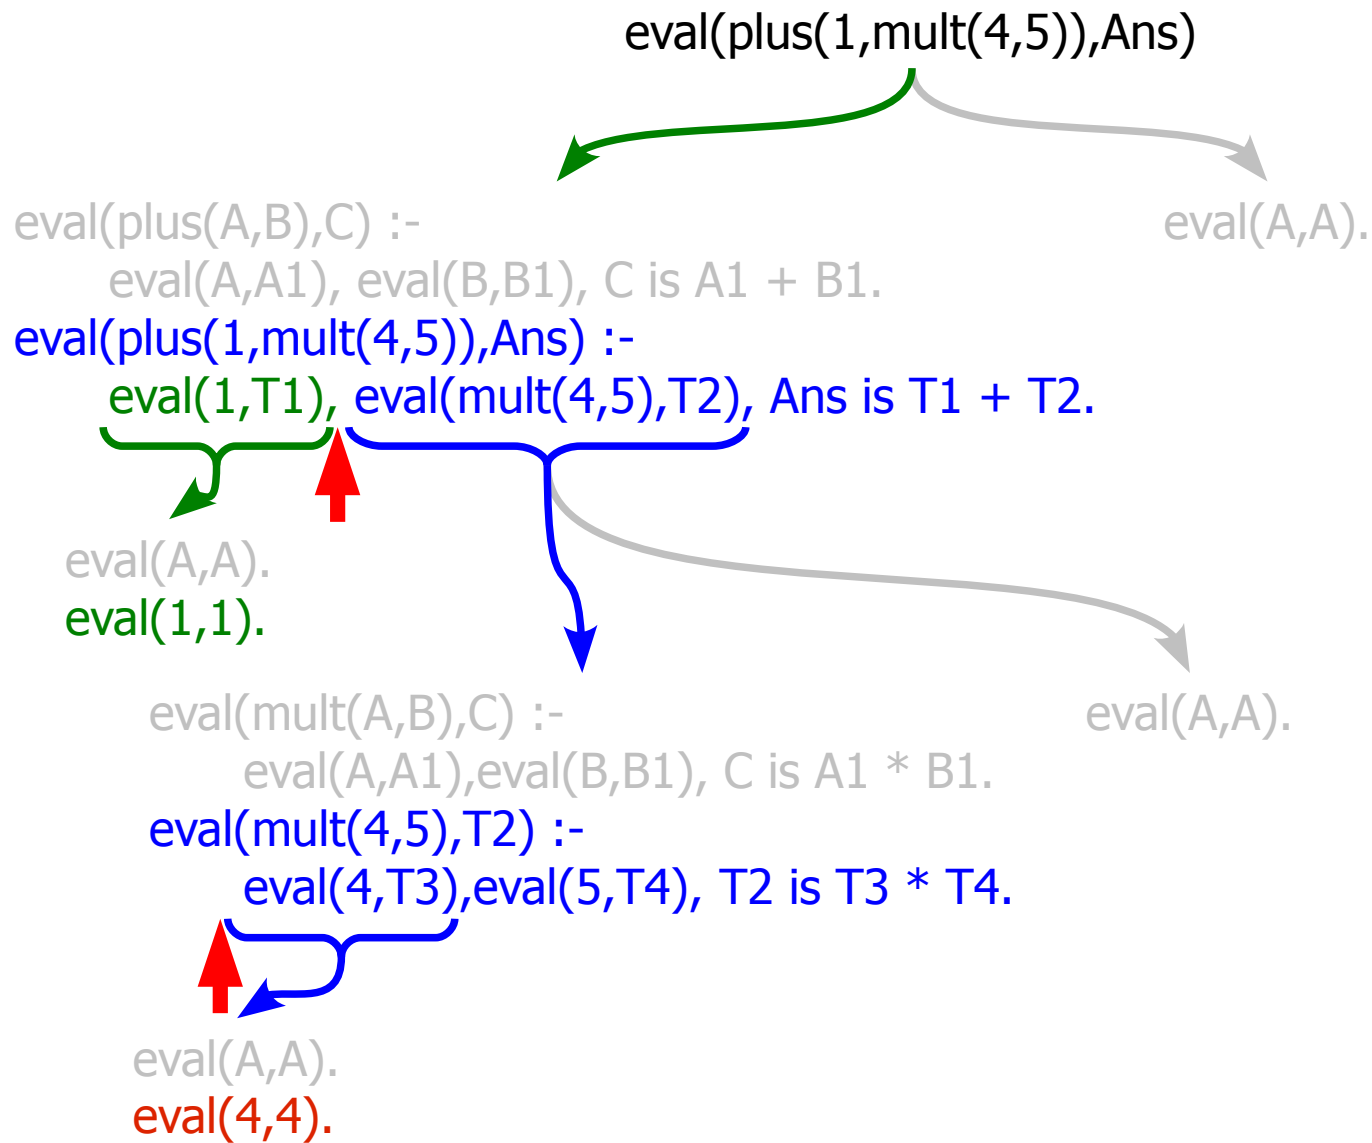 eval(plus(1,mult(4,5)),Ans)
eval(plus(A,B),C) :-
eval(A,A).
eval(A,A1), eval(B,B1), C is A1 + B1.
eval(plus(1,mult(4,5)),Ans) :-
eval(1,T1), eval(mult(4,5),T2), Ans is T1 + T2.
eval(A,A).
eval(1,1).
eval(mult(A,B),C) :-
eval(A,A).
eval(A,A1),eval(B,B1), C is A1 * B1.
eval(mult(4,5),T2) :-
eval(4,T3),eval(5,T4), T2 is T3 * T4.
eval(A,A).
eval(4,4).